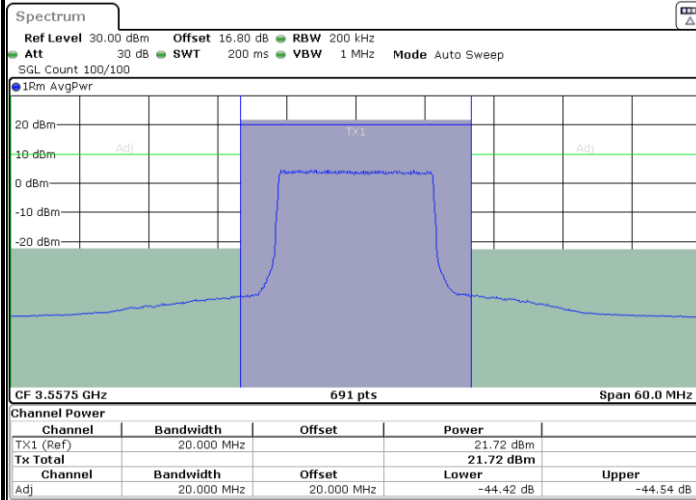 Spectrum
Ref Level 30.00 dBm Offset 16.80 dB RBW 200 kHz
Att 30 dB SWT 200 ms VBW 1 MHz Mode Auto Sweep
SGL Count 100/100
1Rm AvgPwr
20 dBm
TX1
Adj Adj
10 dBm
0 dBm
-10 dBm
-20 dBm
CF 3.5575 GHz 691 pts Span 60.0 MHz
Channel Power
Channel Bandwidth Offset Power
TX1 (Ref) 20.000 MHz 21.72 dBm
Tx Total 21.72 dBm
Channel Bandwidth Offset Lower Upper
Adj 20.000 MHz 20.000 MHz -44.42 dB -44.54 dB